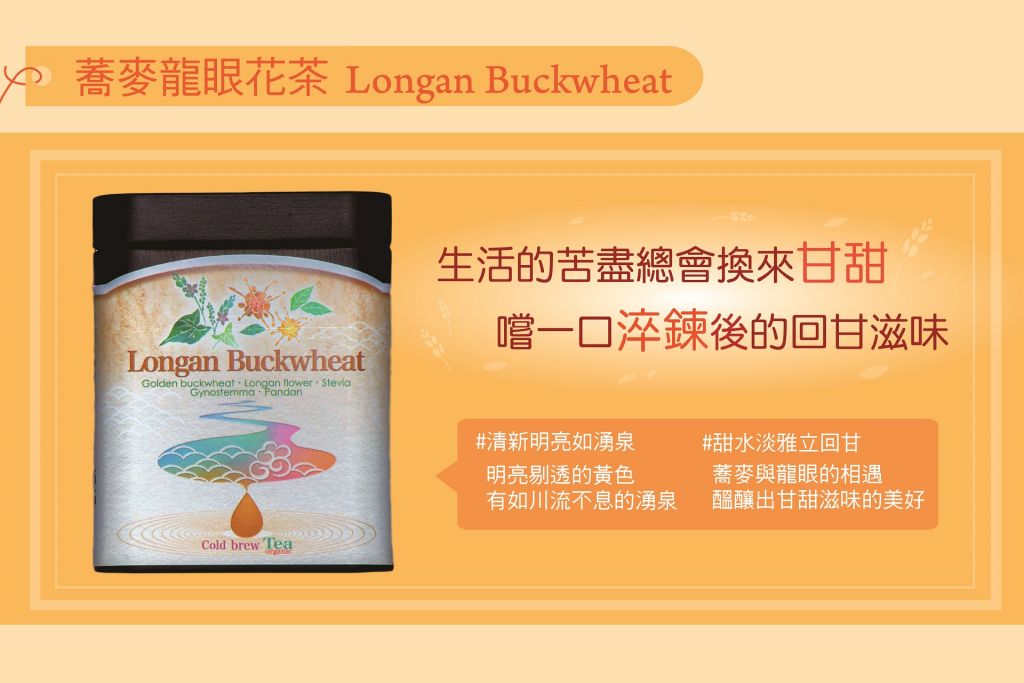 蕎麥龍眼花茶 Longan Buckwheat
生活的苦盡總會換來甘甜
嚐一口淬鍊後的回甘滋味
Longan Buckwheat
Golden buckwheat · Longan flower · Stevia
Gynostemma · Pandan
Cold brew Tea
organic
#清新明亮如湧泉
明亮剔透的黃色
有如川流不息的湧泉
#甜水淡雅立回甘
蕎麥與龍眼的相遇
醞釀出甘甜滋味的美好